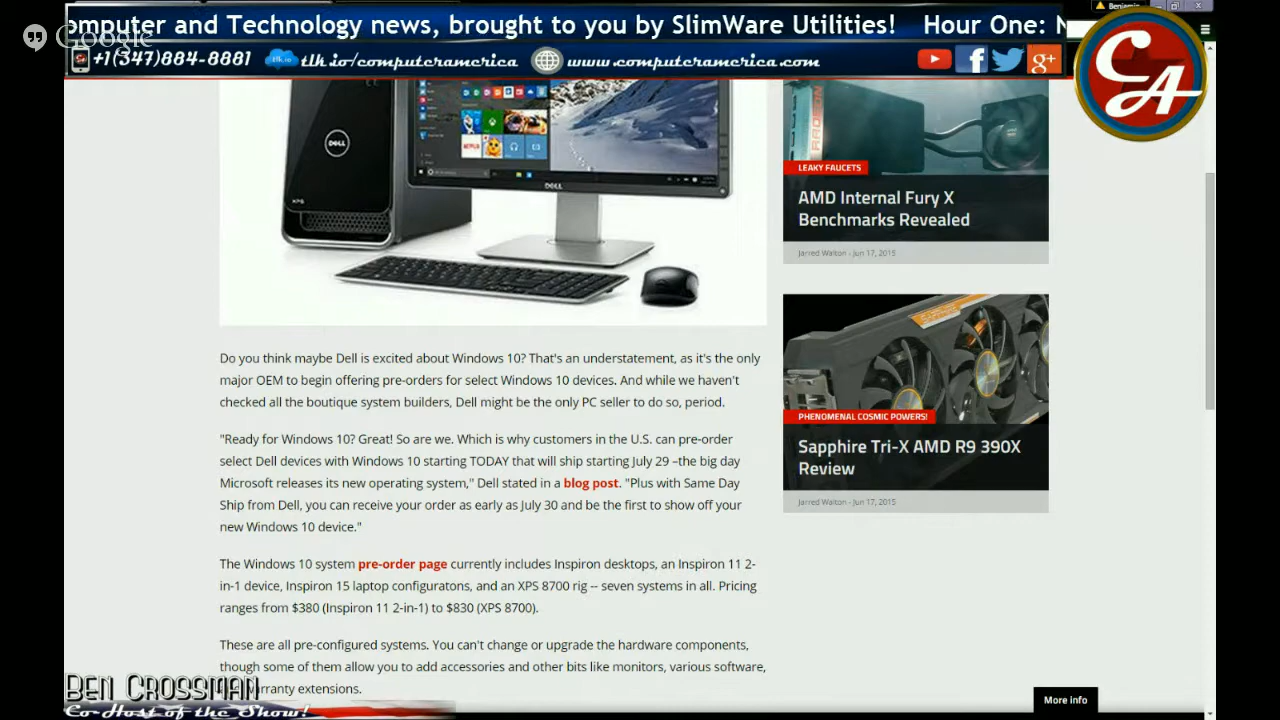 omputer and Technology news, brought to you by SlimWare Utilities! Hour One: N
Google
+1(347)884-8881 tlk.io/computeramerica www.computeramerica.com
Benjamin
CA
DELL
XPS
DELL
NETFLIX
RADEON
LEAKY FAUCETS
AMD Internal Fury X
Benchmarks Revealed
Jarred Walton - Jun 17, 2015
PHENOMENAL COSMIC POWERS!
Sapphire Tri-X AMD R9 390X
Review
Jarred Walton - Jun 17, 2015
Do you think maybe Dell is excited about Windows 10? That's an understatement, as it's the only
major OEM to begin offering pre-orders for select Windows 10 devices. And while we haven't
checked all the boutique system builders, Dell might be the only PC seller to do so, period.
"Ready for Windows 10? Great! So are we. Which is why customers in the U.S. can pre-order
select Dell devices with Windows 10 starting TODAY that will ship starting July 29 –the big day
Microsoft releases its new operating system," Dell stated in a blog post. "Plus with Same Day
Ship from Dell, you can receive your order as early as July 30 and be the first to show off your
new Windows 10 device."
The Windows 10 system pre-order page currently includes Inspiron desktops, an Inspiron 11 2-
in-1 device, Inspiron 15 laptop configuratons, and an XPS 8700 rig -- seven systems in all. Pricing
ranges from $380 (Inspiron 11 2-in-1) to $830 (XPS 8700).
These are all pre-configured systems. You can't change or upgrade the hardware components,
though some of them allow you to add accessories and other bits like monitors, various software,
arranty extensions.
BEN CROSSMAN
Co-Host of the Show!
More info